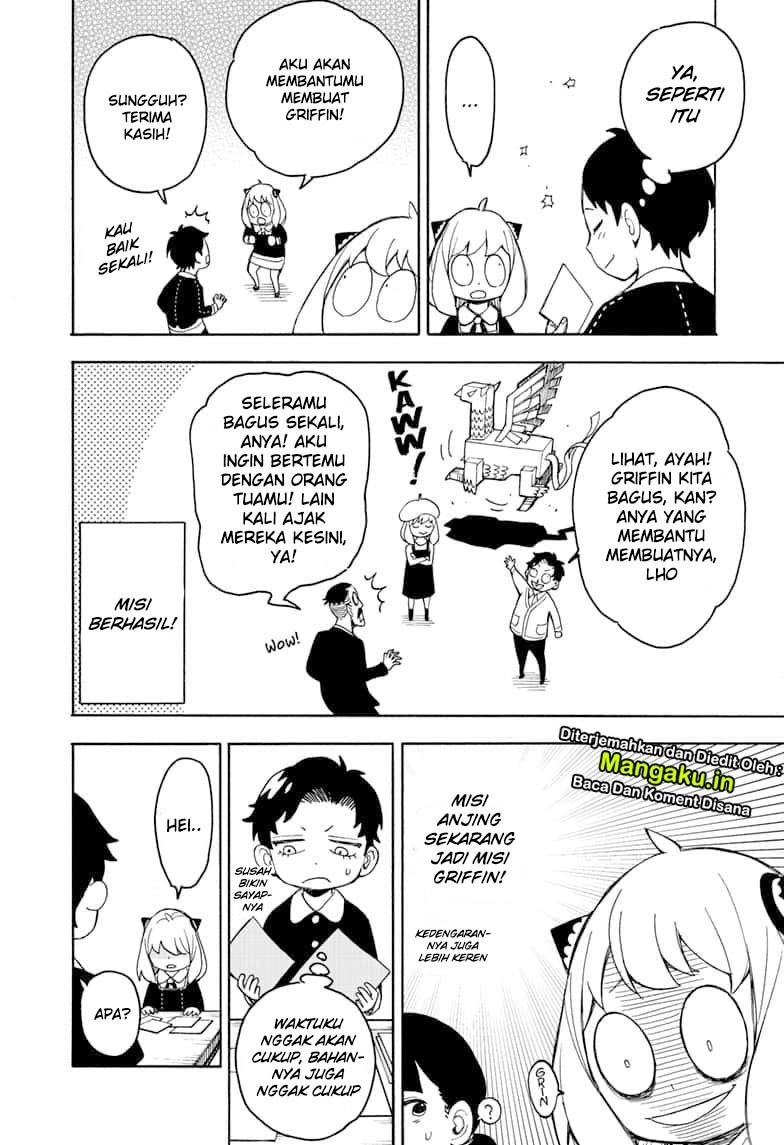 YA,
SEPERTI
ITU
...
AKU AKAN
MEMBANTUMU
MEMBUAT
GRIFFIN!
SUNGGUH?
TERIMA
KASIH!
KAU
BAIK
SEKALI!
LIHAT, AYAH!
GRIFFIN KITA
BAGUS, KAN?
ANYA YANG
MEMBANTU
MEMBUATNYA,
LHO
KAWW!
SELERAMU
BAGUS SEKALI,
ANYA! AKU
INGIN BERTEMU
DENGAN ORANG
TUAMU! LAIN
KALI AJAK
MEREKA KESINI,
YA!
WOW!
MISI
BERHASIL!
Diterjemahkan dan Diedit Oleh:
Mangaku.in
Baca Dan Koment Disana
MISI
ANJING
SEKARANG
JADI MISI
GRIFFIN!
KEDENGARAN-
NYA JUGA
LEBIH KEREN
GRIN
?
SUSAH
BIKIN
SAYAP-
NYA
WAKTUKU
NGGAK AKAN
CUKUP, BAHAN-
NYA JUGA
NGGAK CUKUP
HEI..
APA?